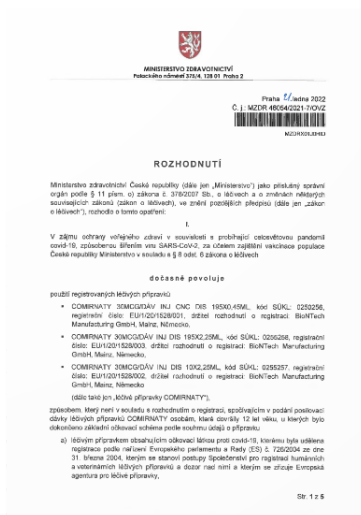 MINISTERSTVO ZDRAVOTNICTVÍ
Palackého náměstí 375/4, 128 01 Praha 2
Praha ledna 2022
Č. j.: MZDR 48054/2021-7/OVZ
ROZHODNUTÍ
Ministerstvo zdravotnictví České republiky (dále jen „Ministerstvo“) jako příslušný správní
orgán podle § 11 písm. o) zákona č. 378/2007 Sb., o léčivech a o změnách některých
souvisejících zákonů (zákon o léčivech), ve znění pozdějších předpisů (dále jen „zákon
o léčivech“), rozhodlo o tomto opatření:
I.
V zájmu ochrany veřejného zdraví v souvislosti s probíhající celosvětovou pandemií
covid-19, způsobenou šířením viru SARS-CoV-2, za účelem zajištění vakcinace populace
České republiky Ministerstvo v souladu s § 8 odst. 6 zákona o léčivech
dočasně povoluje
použití registrovaných léčivých přípravků
• COMIRNATY 30MCG/DÁV INJ CNC DIS 195X0,45ML, kód SÚKL: 0250256,
registrační číslo: EU/1/20/1528/001, držitel rozhodnutí o registraci: BioNTech
Manufacturing GmbH, Mainz, Německo,
• COMIRNATY 30MCG/DÁV INJ DIS 195X2,25ML, kód SÚKL: 0256266, registrační
číslo: EU/1/20/1528/003, držitel rozhodnutí o registraci: BioNTech Manufacturing
GmbH, Mainz, Německo,
• COMIRNATY 30MCG/DÁV INJ DIS 10X2,25ML, kód SÚKL: 0255257, registrační
číslo: EU/1/20/1528/002, držitel rozhodnutí o registraci: BioNTech Manufacturing
GmbH, Mainz, Německo
(dále také jen „léčivé přípravky COMIRNATY“),
způsobem, který není v souladu s rozhodnutím o registraci, spočívajícím v podání posilovací
dávky léčivých přípravků COMIRNATY osobám, které dovršily 12 let věku, u kterých bylo
dokončeno základní očkovací schéma podle souhrnu údajů o přípravku
a) léčivým přípravkem obsahujícím očkovací látku proti covid-19, kterému byla udělena
registrace podle nařízení Evropského parlamentu a Rady (ES) č. 726/2004 ze dne
31. března 2004, kterým se stanoví postupy Společenství pro registraci humánních
a veterinárních léčivých přípravků a dozor nad nimi a kterým se zřizuje Evropská
agentura pro léčivé přípravky,
Str. 1 z 5